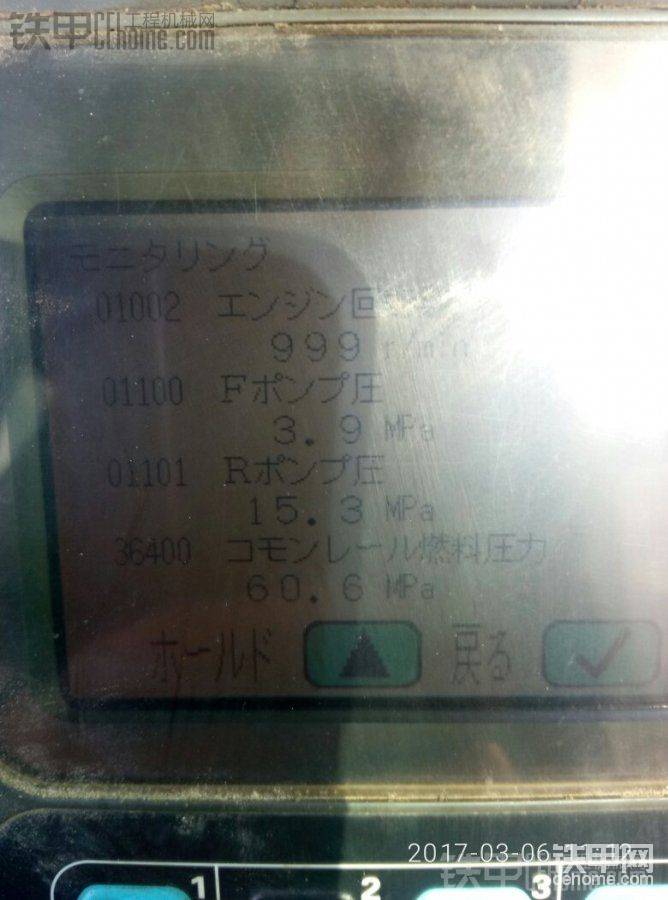 铁甲工程机械网
cehome.com
モニタリング
01002 エンジン回
999 r/min
01100 Fポンプ圧
3.9 MPa
01101 Rポンプ圧
15.3 MPa
36400 コモンレール燃料圧力
60.6 MPa
ホールド ▲ 戻る ✓
2017-03-06 11:12
铁甲网
cehome.com
1 2 3